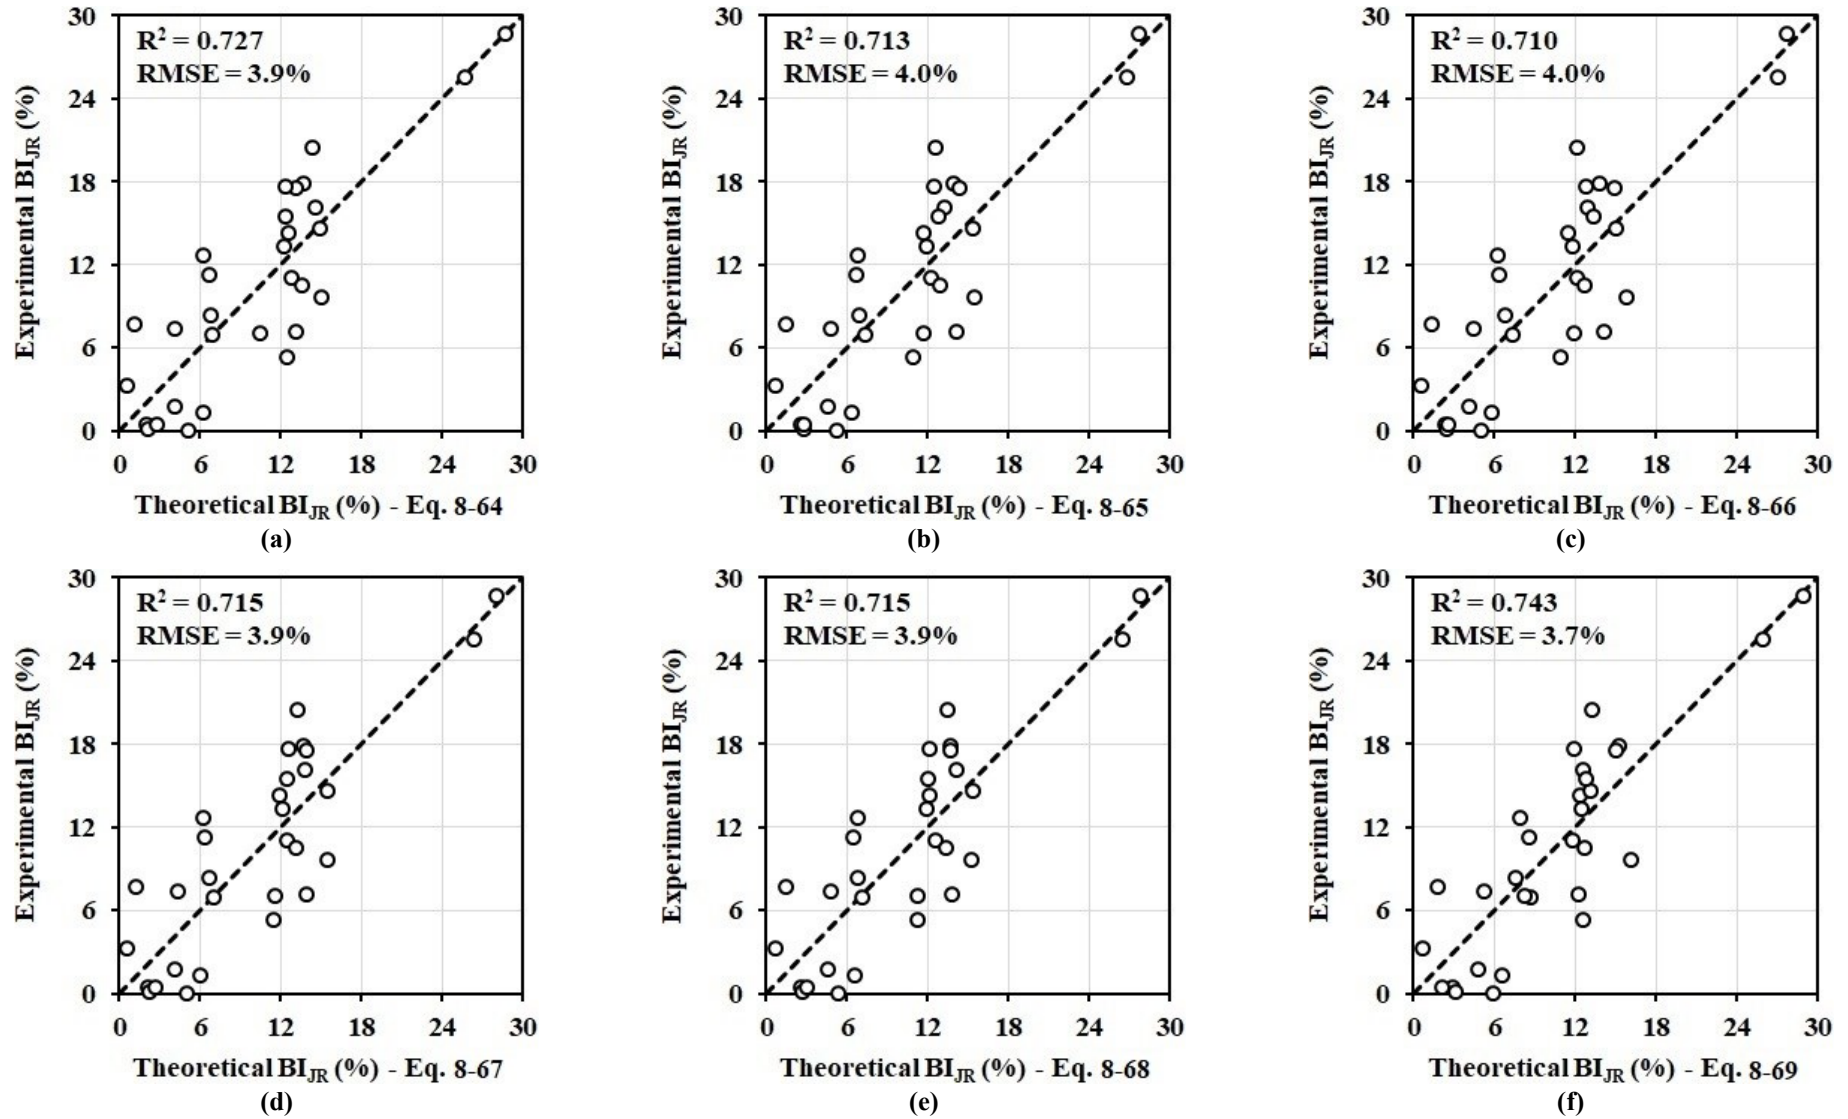 R² = 0.727
RMSE = 3.9%
30
24
18
12
6
0
0 6 12 18 24 30
Experimental BI_JR (%)
Theoretical BI_JR (%) - Eq. 8-64
(a)
R² = 0.713
RMSE = 4.0%
30
24
18
12
6
0
0 6 12 18 24 30
Experimental BI_JR (%)
Theoretical BI_JR (%) - Eq. 8-65
(b)
R² = 0.710
RMSE = 4.0%
30
24
18
12
6
0
0 6 12 18 24 30
Experimental BI_JR (%)
Theoretical BI_JR (%) - Eq. 8-66
(c)
R² = 0.715
RMSE = 3.9%
30
24
18
12
6
0
0 6 12 18 24 30
Experimental BI_JR (%)
Theoretical BI_JR (%) - Eq. 8-67
(d)
R² = 0.715
RMSE = 3.9%
30
24
18
12
6
0
0 6 12 18 24 30
Experimental BI_JR (%)
Theoretical BI_JR (%) - Eq. 8-68
(e)
R² = 0.743
RMSE = 3.7%
30
24
18
12
6
0
0 6 12 18 24 30
Experimental BI_JR (%)
Theoretical BI_JR (%) - Eq. 8-69
(f)